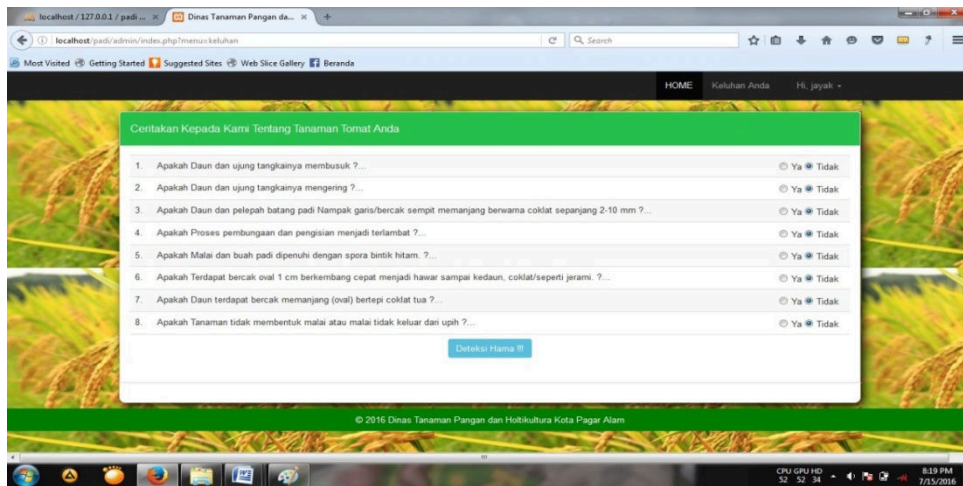 localhost / 127.0.0.1 / padi ...
Dinas Tanaman Pangan da...
localhost/padi/admin/index.php?menu=keluhan
Search
Most Visited Getting Started Suggested Sites Web Slice Gallery Beranda
HOME Keluhan Anda Hi, jayak
Ceritakan Kepada Kami Tentang Tanaman Tomat Anda
1. Apakah Daun dan ujung tangkainya membusuk ?... Ya Tidak
2. Apakah Daun dan ujung tangkainya mengering ?... Ya Tidak
3. Apakah Daun dan pelepah batang padi Nampak garis/bercak sempit memanjang berwarna coklat sepanjang 2-10 mm ?... Ya Tidak
4. Apakah Proses pembungaan dan pengisian menjadi terlambat ?... Ya Tidak
5. Apakah Malai dan buah padi dipenuhi dengan spora bintik hitam. ?... Ya Tidak
6. Apakah Terdapat bercak oval 1 cm berkembang cepat menjadi hawar sampai kedaun, coklat/seperti jerami. ?... Ya Tidak
7. Apakah Daun terdapat bercak memanjang (oval) bertepi coklat tua ?... Ya Tidak
8. Apakah Tanaman tidak membentuk malai atau malai tidak keluar dari upih ?... Ya Tidak
Deteksi Hama !!!
© 2016 Dinas Tanaman Pangan dan Holtikultura Kota Pagar Alam
CPU GPU HD
52 52 34
8:19 PM
7/15/2016